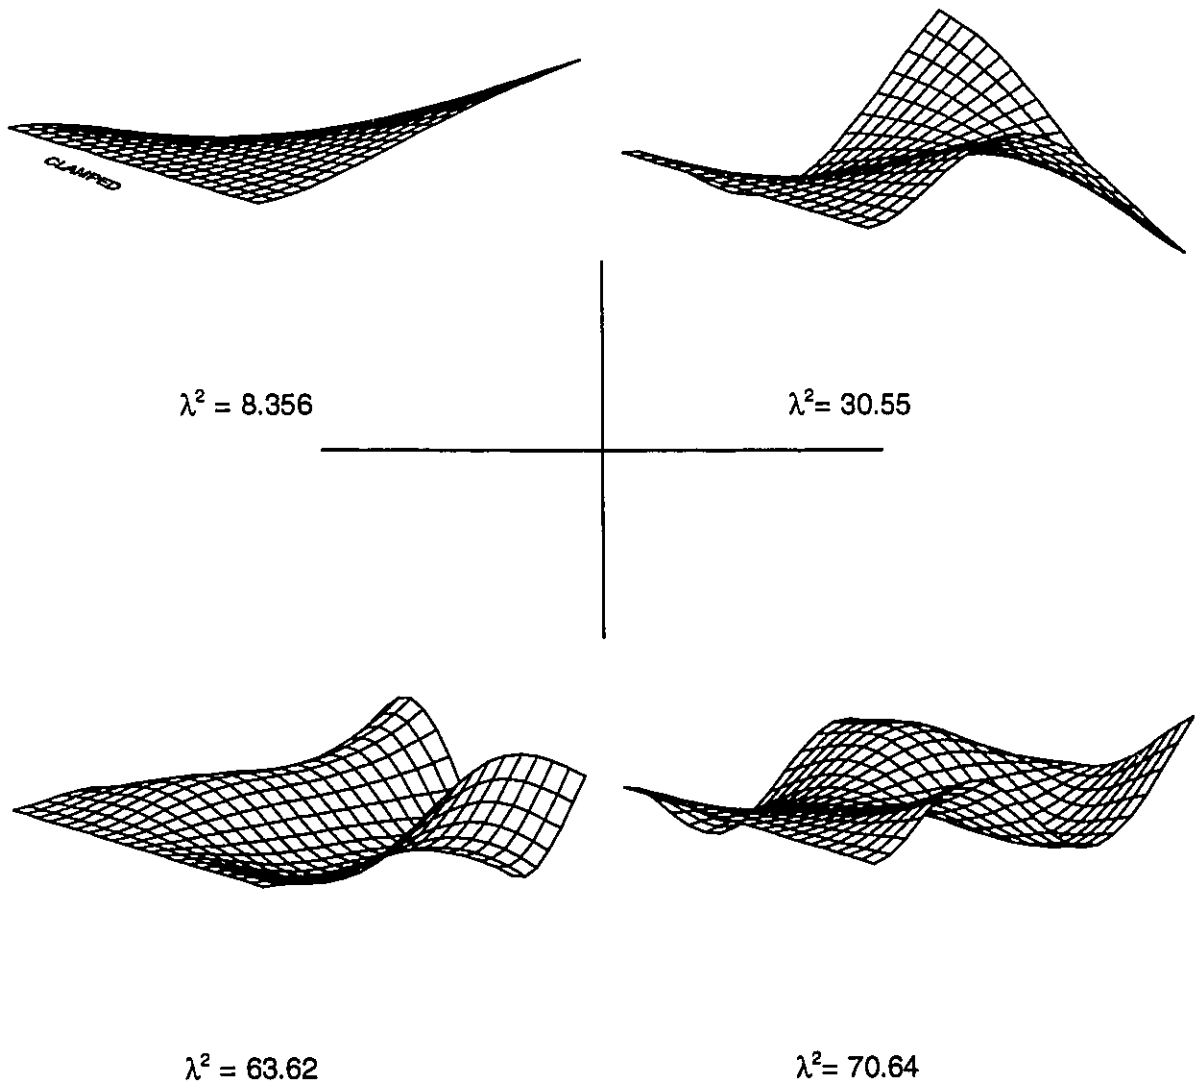 CLAMPED
λ² = 8.356
λ²= 30.55
λ² = 63.62
λ²= 70.64